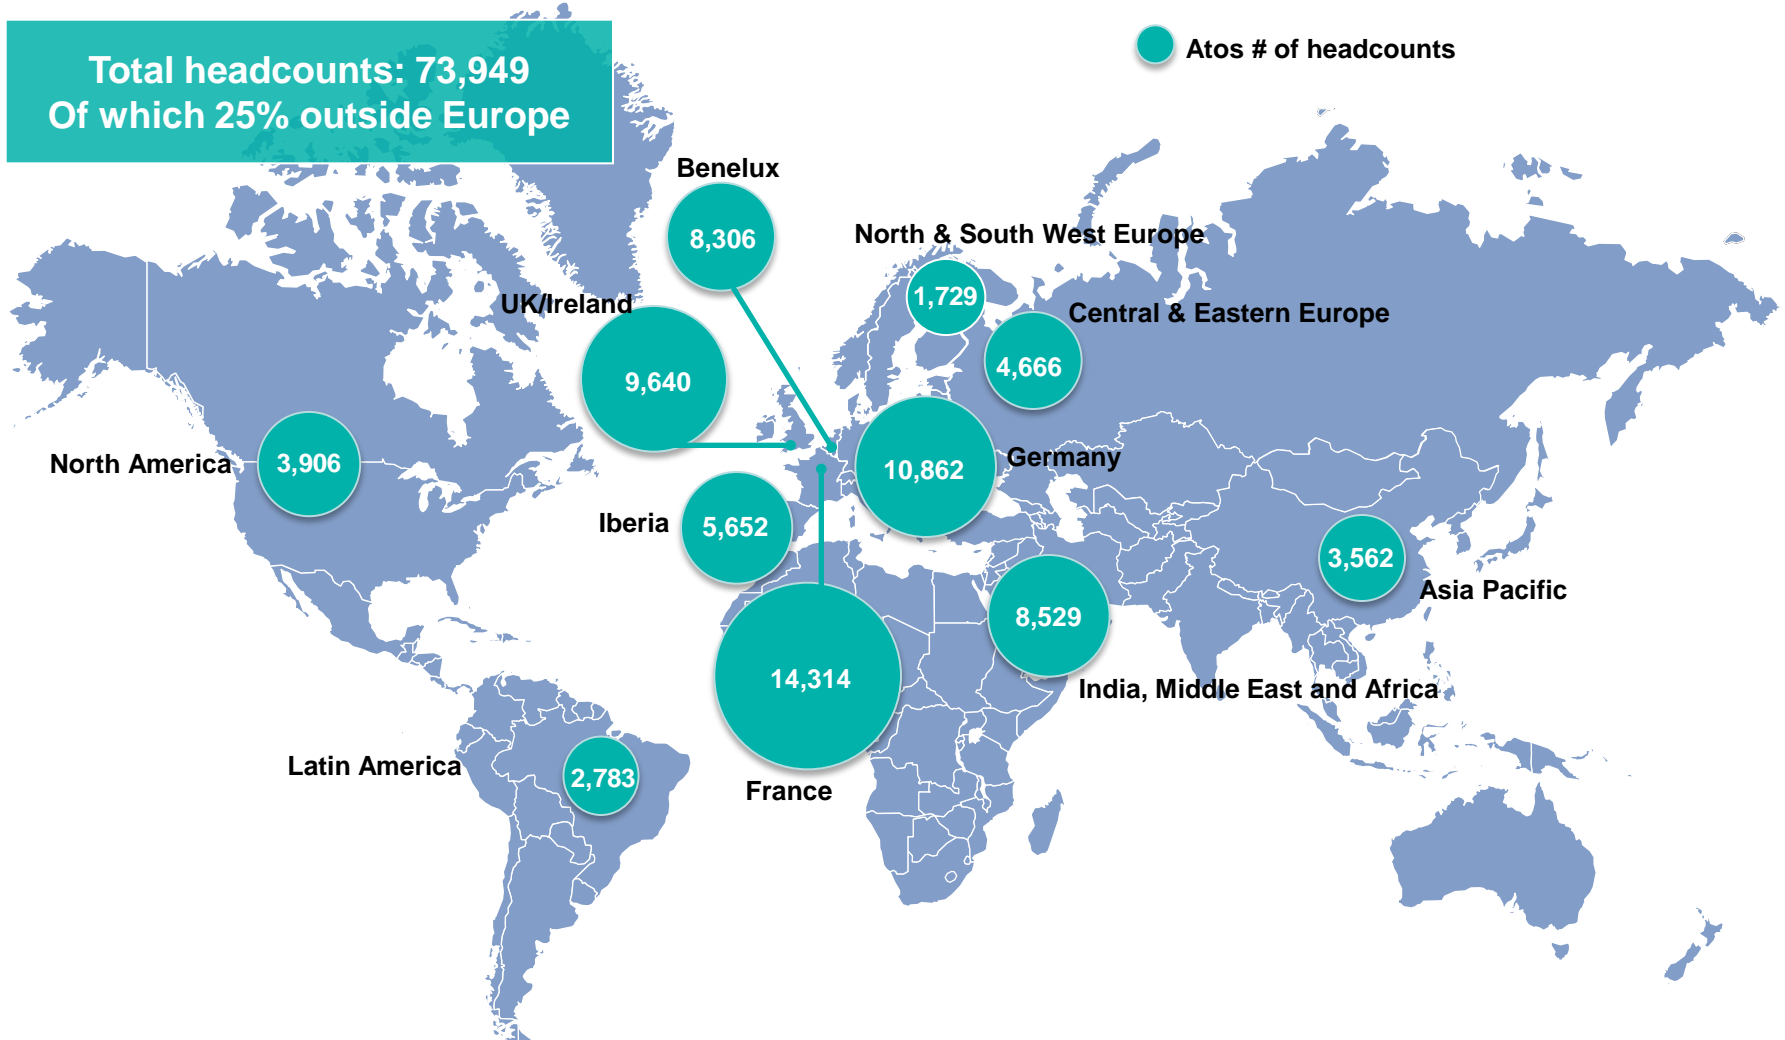 Total headcounts: 73,949
Of which 25% outside Europe
Atos # of headcounts
Benelux
8,306
North & South West Europe
1,729
UK/Ireland
9,640
Central & Eastern Europe
4,666
North America
3,906
Germany
10,862
Iberia
5,652
3,562
Asia Pacific
8,529
India, Middle East and Africa
14,314
France
Latin America
2,783